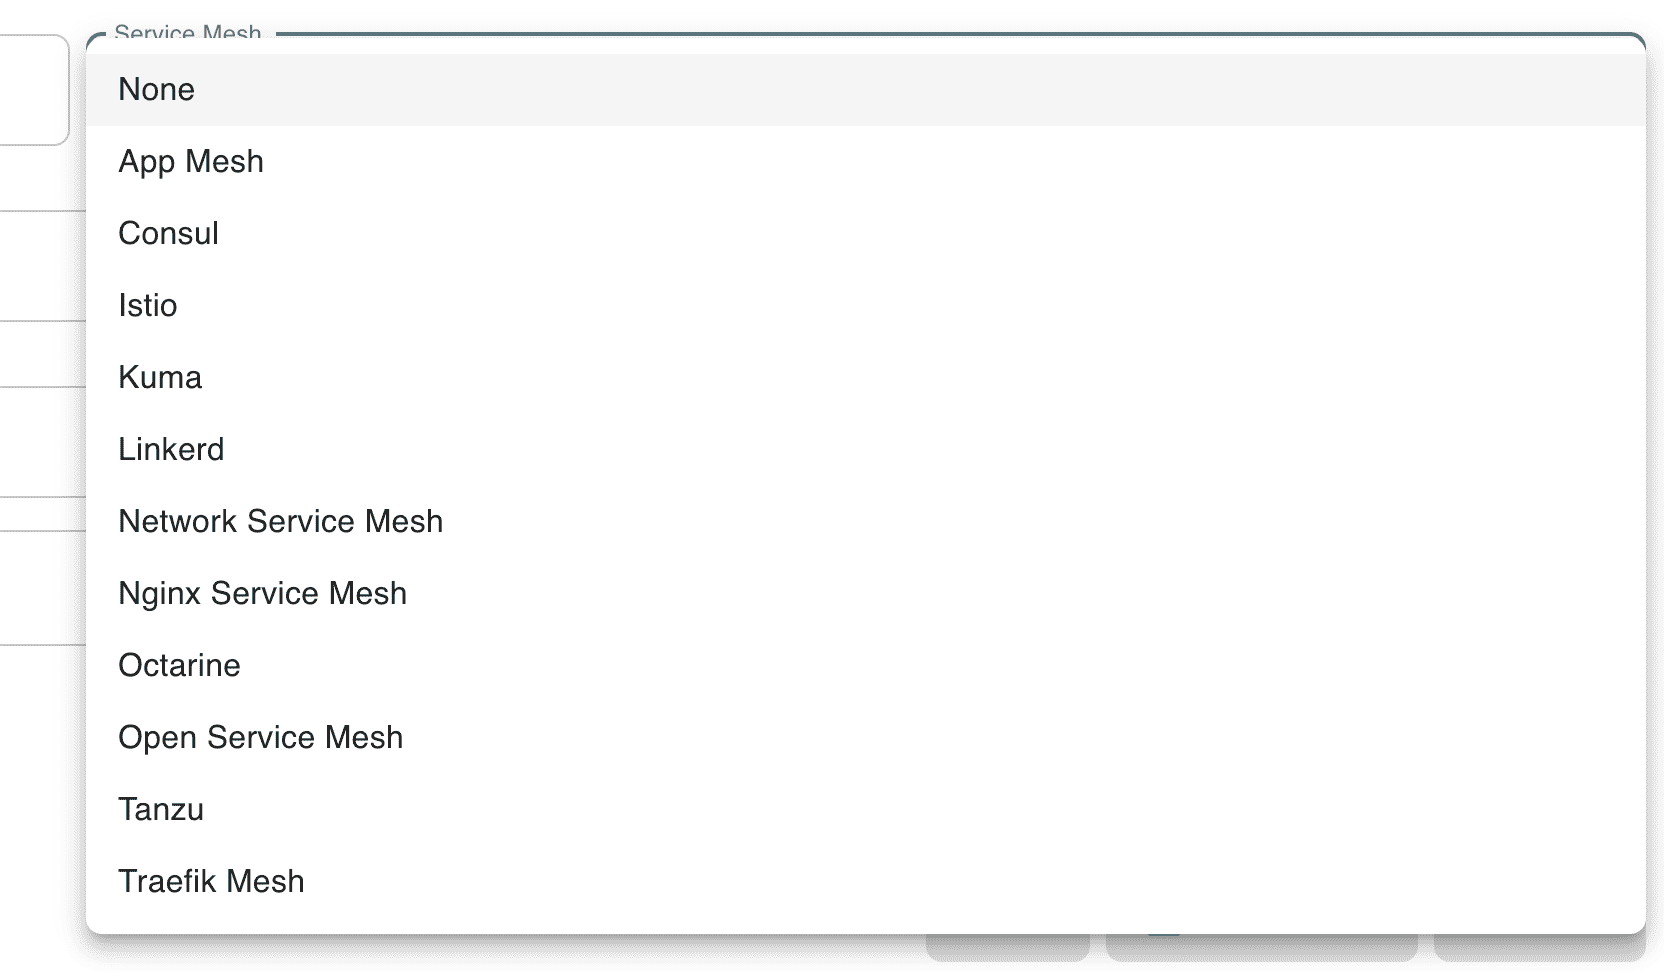 Service Mesh
None
App Mesh
Consul
Istio
Kuma
Linkerd
Network Service Mesh
Nginx Service Mesh
Octarine
Open Service Mesh
Tanzu
Traefik Mesh